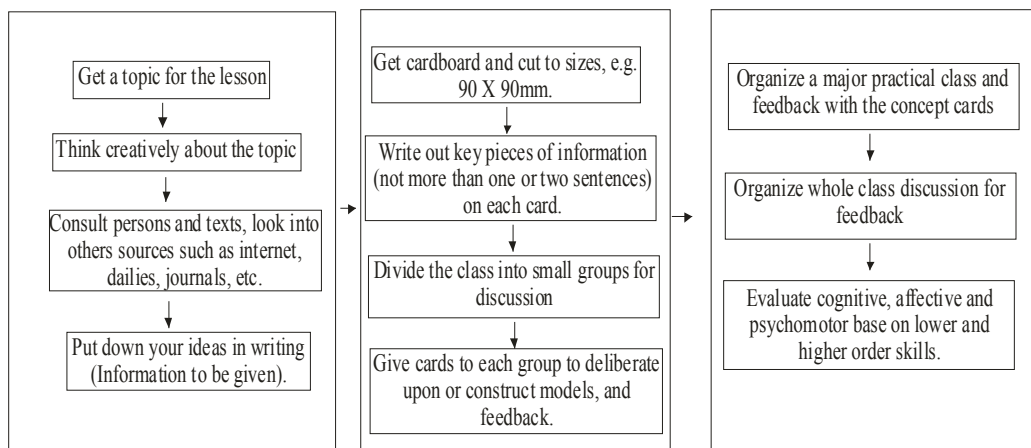 Get a topic for the lesson
Think creatively about the topic
Consult persons and texts, look into
others sources such as internet,
dailies, journals, etc.
Put down your ideas in writing
(Information to be given).
Get cardboard and cut to sizes, e.g.
90 X 90mm.
Write out key pieces of information
(not more than one or two sentences)
on each card.
Divide the class into small groups for
discussion
Give cards to each group to deliberate
upon or construct models, and
feedback.
Organize a major practical class and
feedback with the concept cards
Organize whole class discussion for
feedback
Evaluate cognitive, affective and
psychomotor base on lower and
higher order skills.